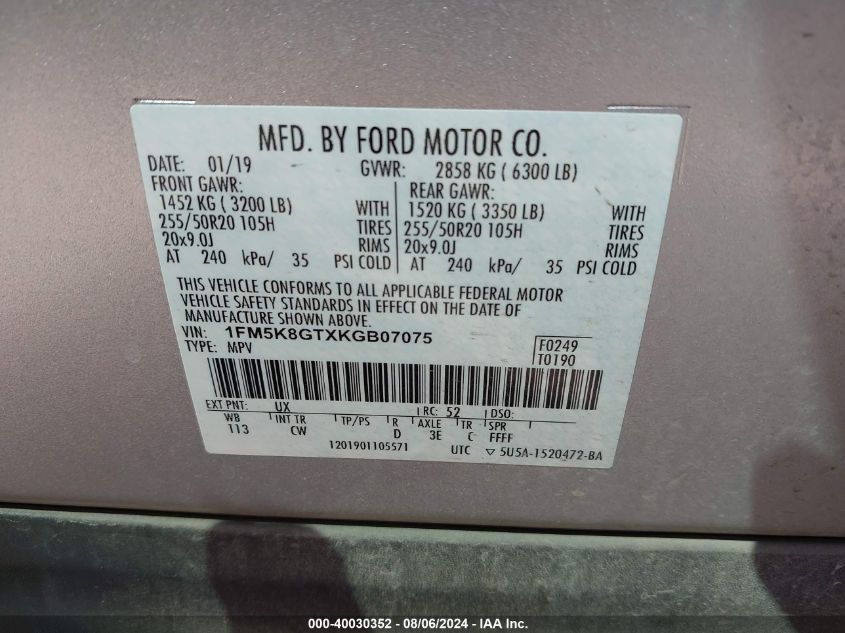 MFD. BY FORD MOTOR CO.
DATE: 01/19 GVWR: 2858 KG ( 6300 LB)
FRONT GAWR: REAR GAWR:
1452 KG ( 3200 LB) WITH 1520 KG ( 3350 LB) WITH
255/50R20 105H TIRES 255/50R20 105H TIRES
20x9.0J RIMS 20x9.0J RIMS
AT 240 kPa/ 35 PSI COLD AT 240 kPa/ 35 PSI COLD
THIS VEHICLE CONFORMS TO ALL APPLICABLE FEDERAL MOTOR
VEHICLE SAFETY STANDARDS IN EFFECT ON THE DATE OF
MANUFACTURE SHOWN ABOVE.
VIN: 1FM5K8GTXKGB07075 F0249
TYPE: MPV T0190
EXT PNT: UX RC: 52 DSO:
WB INT TR TP/PS R AXLE TR SPR
113 CW D 3E C FFFF
1201901105571 UTC ▽ 5U5A-1520472-BA
000-40030352 - 08/06/2024 - IAA Inc.